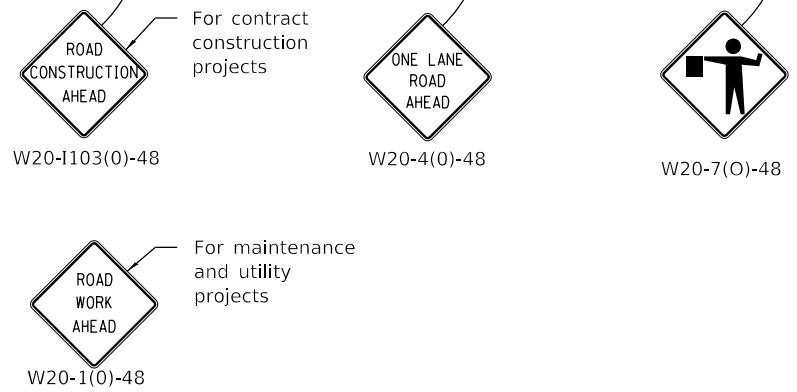 ROAD
CONSTRUCTION
AHEAD
For contract
construction
projects
W20-I103(0)-48
ONE LANE
ROAD
AHEAD
W20-4(0)-48
W20-7(O)-48
ROAD
WORK
AHEAD
For maintenance
and utility
projects
W20-1(0)-48